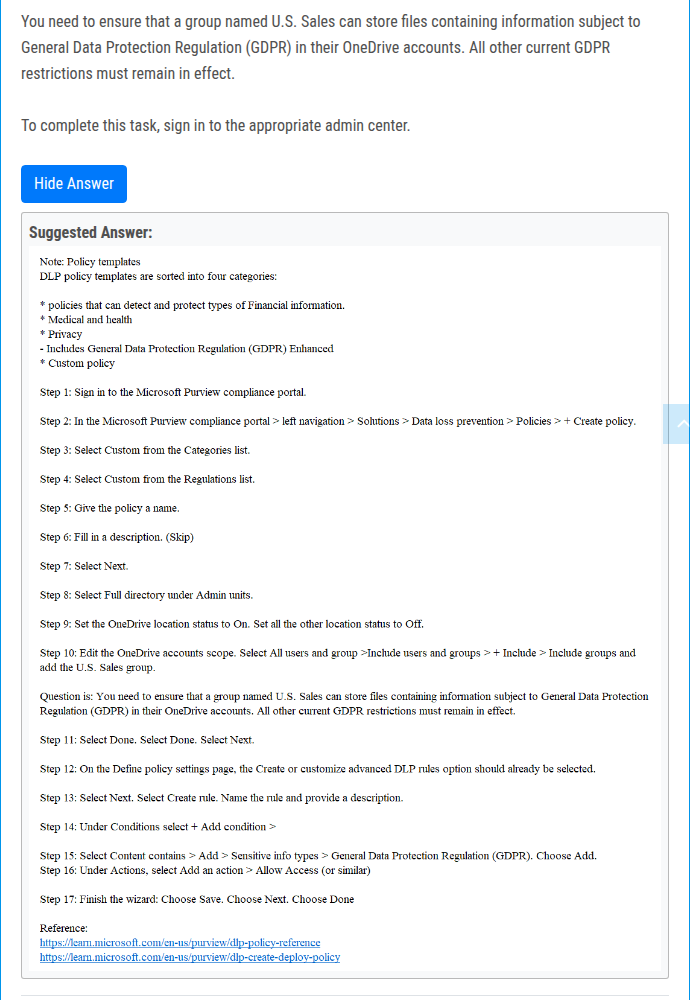 You need to ensure that a group named U.S. Sales can store files containing information subject to
General Data Protection Regulation (GDPR) in their OneDrive accounts. All other current GDPR
restrictions must remain in effect.
To complete this task, sign in to the appropriate admin center.
Hide Answer
Suggested Answer:
Note: Policy templates
DLP policy templates are sorted into four categories:
* policies that can detect and protect types of Financial information.
* Medical and health
* Privacy
- Includes General Data Protection Regulation (GDPR) Enhanced
* Custom policy
Step 1: Sign in to the Microsoft Purview compliance portal.
Step 2: In the Microsoft Purview compliance portal > left navigation > Solutions > Data loss prevention > Policies > + Create policy.
Step 3: Select Custom from the Categories list.
Step 4: Select Custom from the Regulations list.
Step 5: Give the policy a name.
Step 6: Fill in a description. (Skip)
Step 7: Select Next.
Step 8: Select Full directory under Admin units.
Step 9: Set the OneDrive location status to On. Set all the other location status to Off.
Step 10: Edit the OneDrive accounts scope. Select All users and group >Include users and groups > + Include > Include groups and
add the U.S. Sales group.
Question is: You need to ensure that a group named U.S. Sales can store files containing information subject to General Data Protection
Regulation (GDPR) in their OneDrive accounts. All other current GDPR restrictions must remain in effect.
Step 11: Select Done. Select Done. Select Next.
Step 12: On the Define policy settings page, the Create or customize advanced DLP rules option should already be selected.
Step 13: Select Next. Select Create rule. Name the rule and provide a description.
Step 14: Under Conditions select + Add condition >
Step 15: Select Content contains > Add > Sensitive info types > General Data Protection Regulation (GDPR). Choose Add.
Step 16: Under Actions, select Add an action > Allow Access (or similar)
Step 17: Finish the wizard: Choose Save. Choose Next. Choose Done
Reference:
https://learn.microsoft.com/en-us/purview/dlp-policy-reference
https://learn.microsoft.com/en-us/purview/dlp-create-deploy-policy